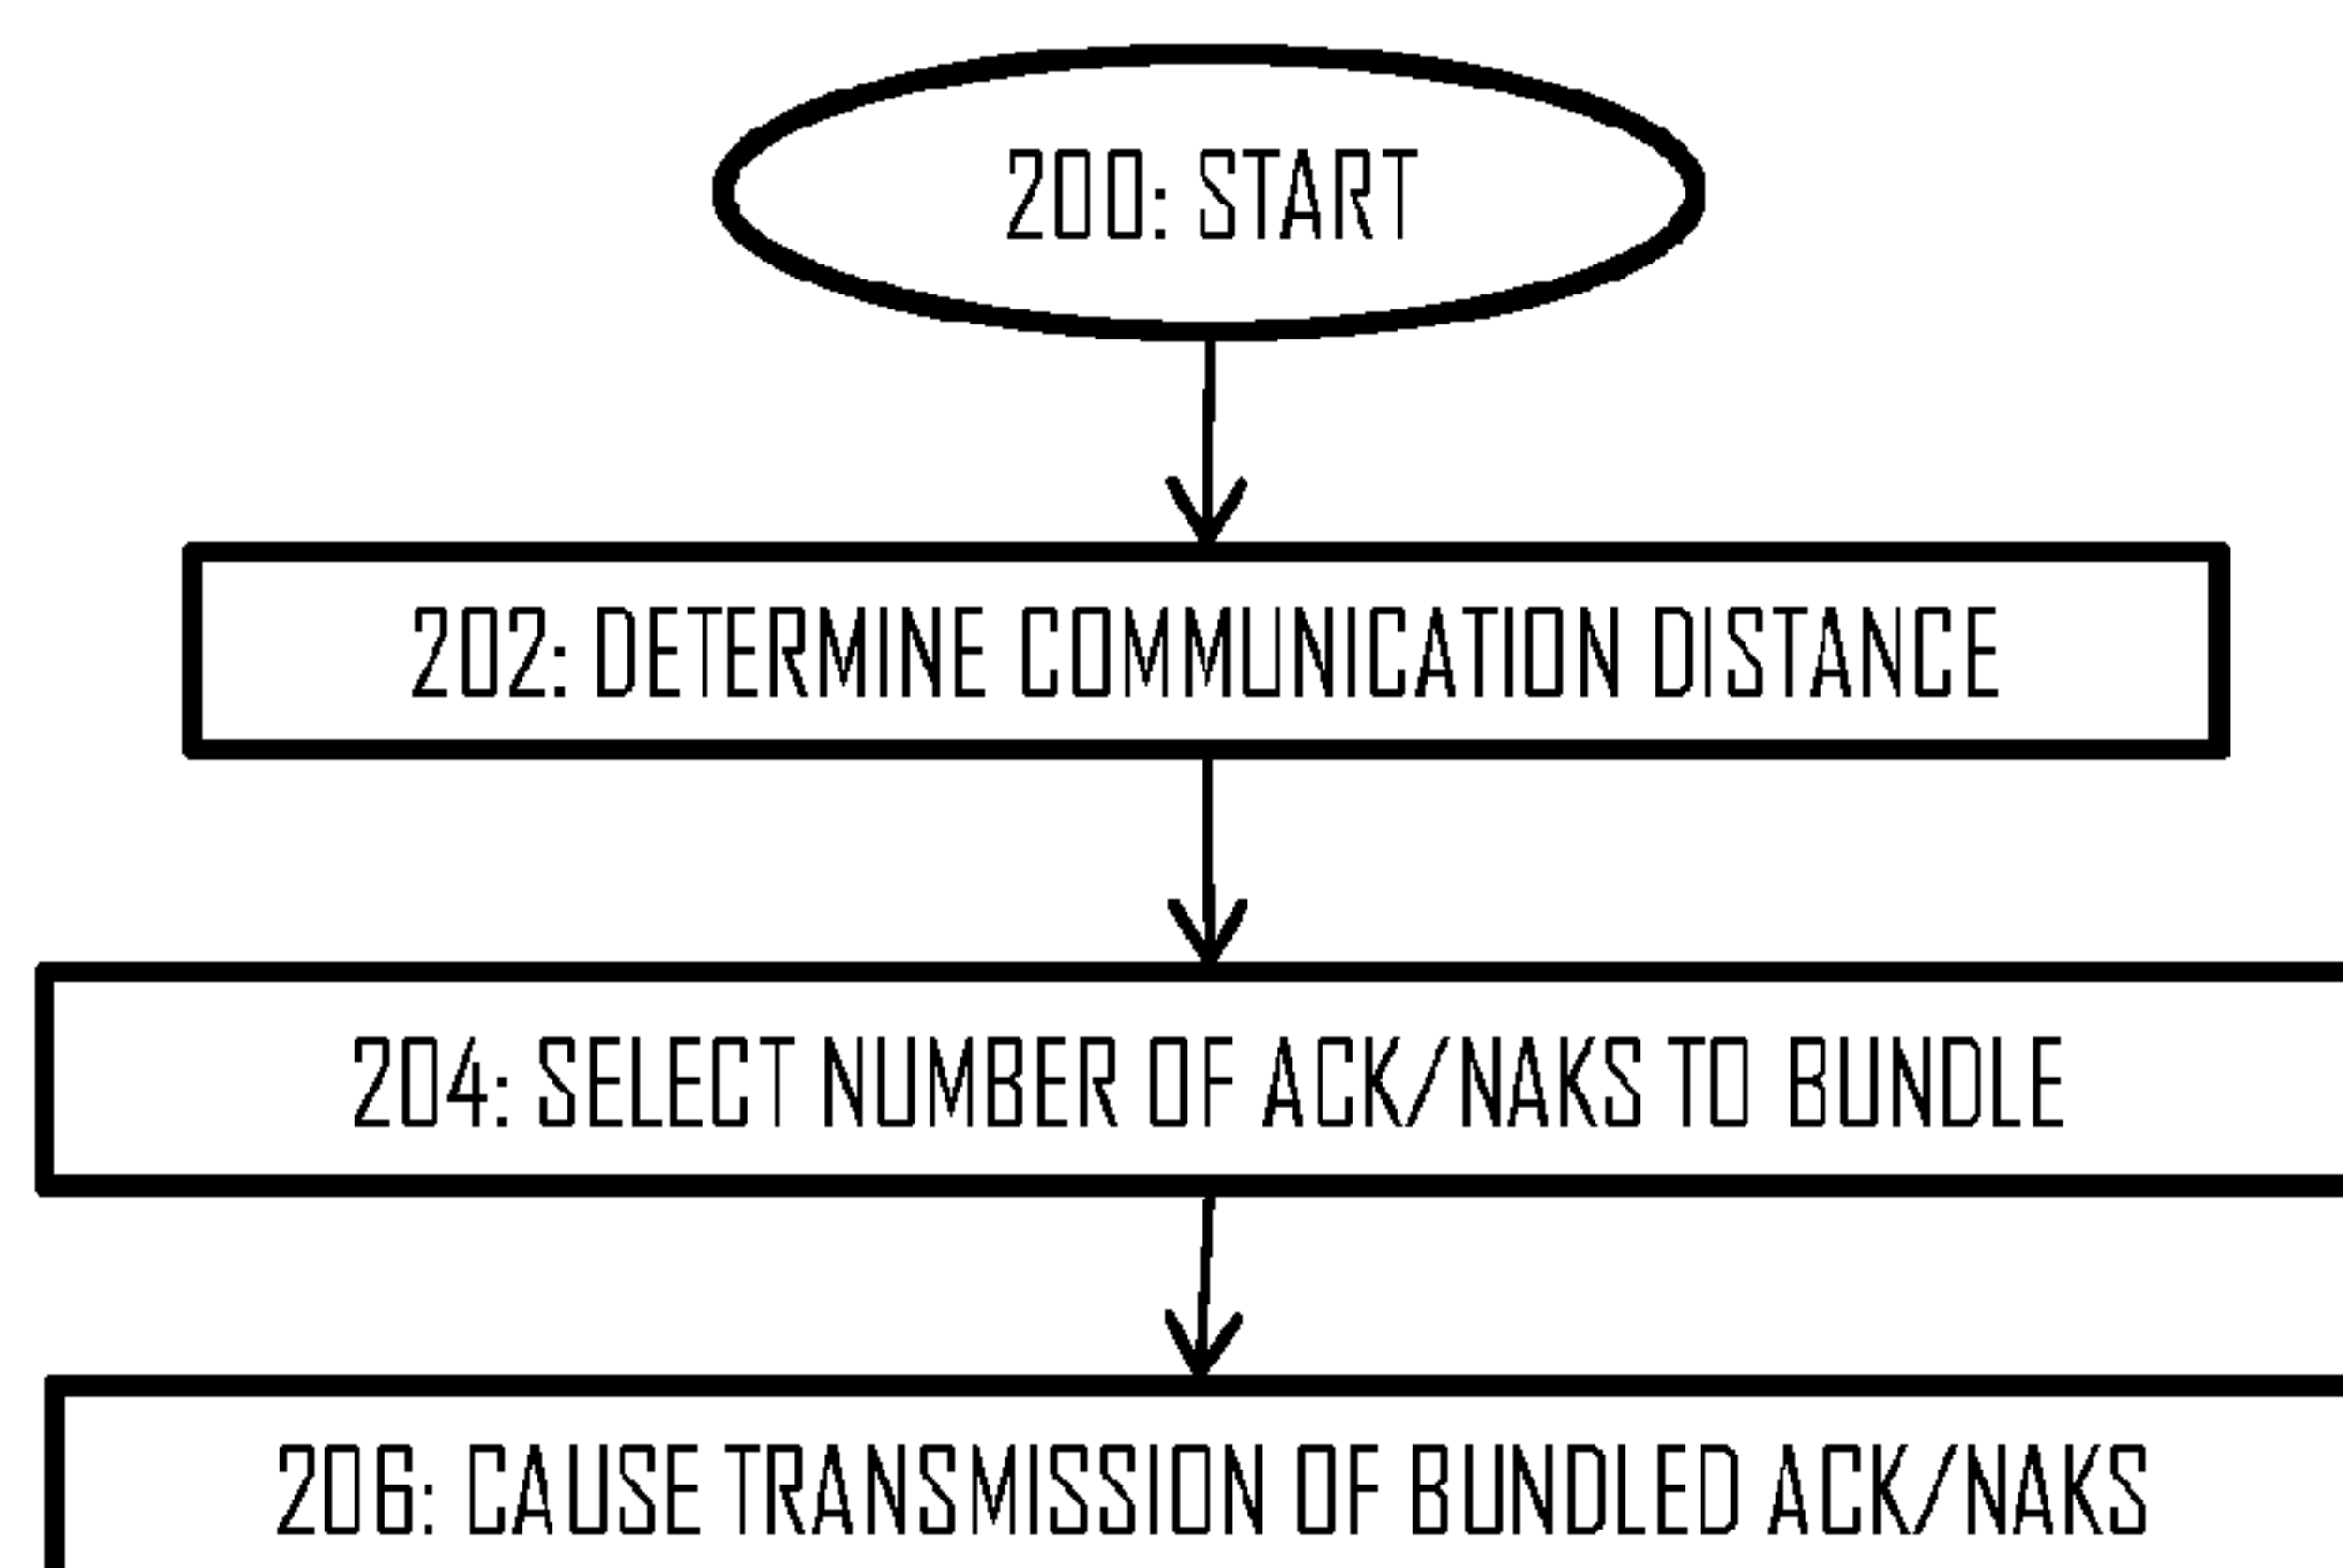 200: START
202: DETERMINE COMMUNICATION DISTANCE
204: SELECT NUMBER OF ACK/NAKS TO BUNDLE
206: CAUSE TRANSMISSION OF BUNDLED ACK/NAKS